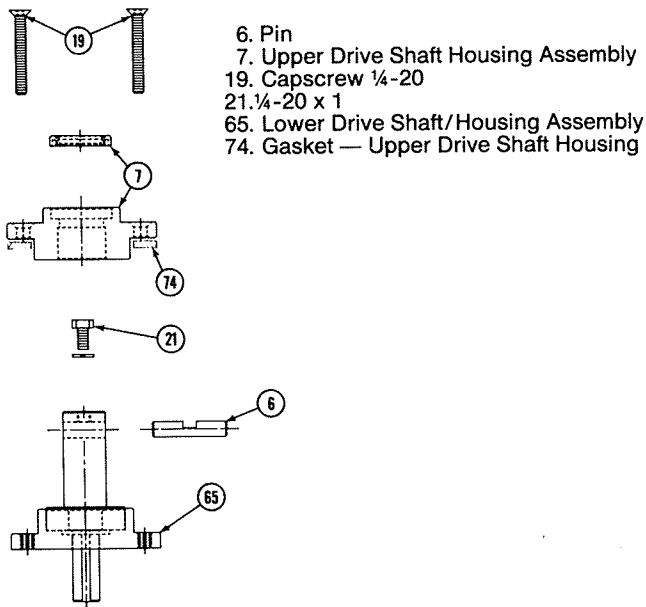 6. Pin
7. Upper Drive Shaft Housing Assembly
19. Capscrew ¼-20
21.¼-20 x 1
65. Lower Drive Shaft/Housing Assembly
74. Gasket — Upper Drive Shaft Housing
19
7
74
21
6
65